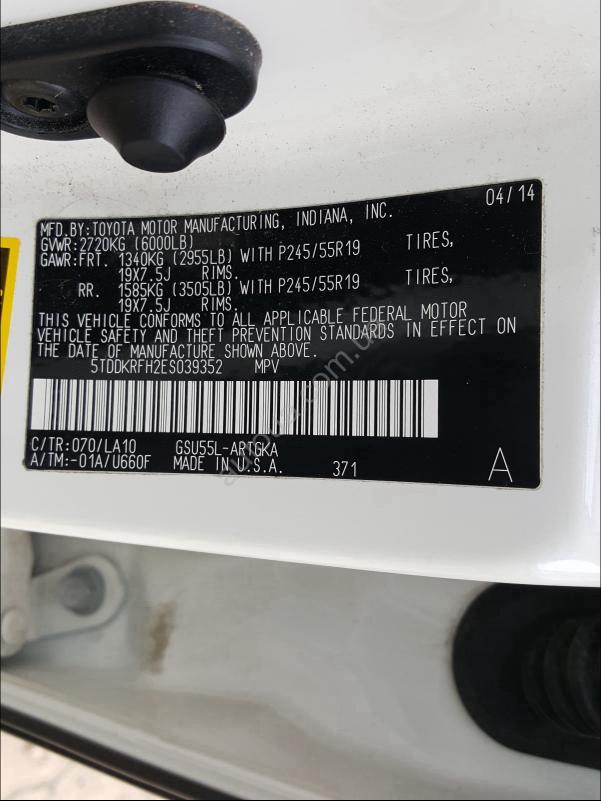 04/14
MFD.BY:TOYOTA MOTOR MANUFACTURING, INDIANA, INC.
GVWR:2720KG (6000LB)
GAWR:FRT. 1340KG (2955LB) WITH P245/55R19 TIRES,
19X7.5J RIMS.
RR. 1585KG (3505LB) WITH P245/55R19 TIRES,
19X7.5J RIMS.
THIS VEHICLE CONFORMS TO ALL APPLICABLE FEDERAL MOTOR
VEHICLE SAFETY AND THEFT PREVENTION STANDARDS IN EFFECT ON
THE DATE OF MANUFACTURE SHOWN ABOVE.
5TDDKRFH2ES039352 MPV
C/TR:070/LA10 GSU55L-ARTGKA
A/TM:-01A/U660F MADE IN U.S.A. 371 A